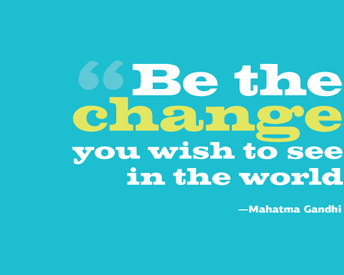 “Be the
change
you wish to see
in the world
—Mahatma Gandhi